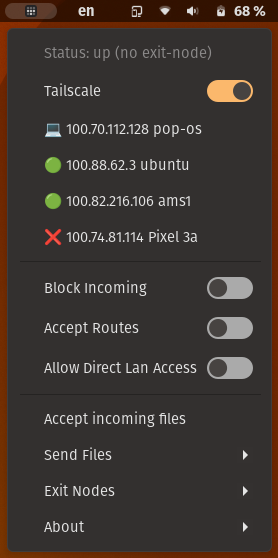 en 68 %
Status: up (no exit-node)
Tailscale
100.70.112.128 pop-os
100.88.62.3 ubuntu
100.82.216.106 ams1
100.74.81.114 Pixel 3a
Block Incoming
Accept Routes
Allow Direct Lan Access
Accept incoming files
Send Files
Exit Nodes
About